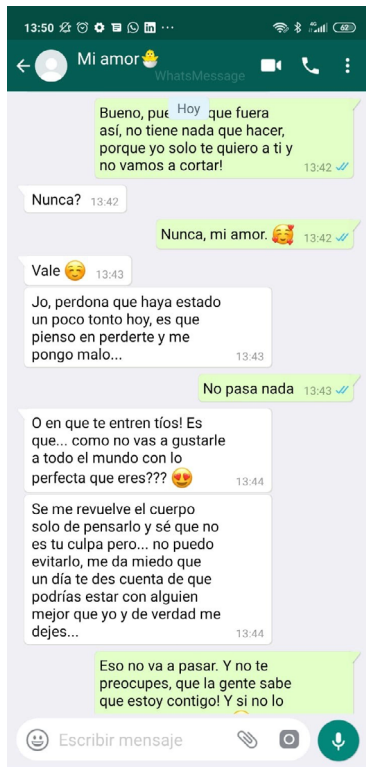 13:50
4G 62
Mi amor🐥
WhatsMessage
Hoy
Bueno, pue que fuera
así, no tiene nada que hacer,
porque yo solo te quiero a ti y
no vamos a cortar!
13:42
Nunca? 13:42
Nunca, mi amor. 🥰 13:42
Vale ☺️ 13:43
Jo, perdona que haya estado
un poco tonto hoy, es que
pienso en perderte y me
pongo malo...
13:43
No pasa nada 13:43
O en que te entren tíos! Es
que... como no vas a gustarle
a todo el mundo con lo
perfecta que eres??? 😍
13:44
Se me revuelve el cuerpo
solo de pensarlo y sé que no
es tu culpa pero... no puedo
evitarlo, me da miedo que
un día te des cuenta de que
podrías estar con alguien
mejor que yo y de verdad me
dejes...
13:44
Eso no va a pasar. Y no te
preocupes, que la gente sabe
que estoy contigo! Y si no lo
Escribir mensaje